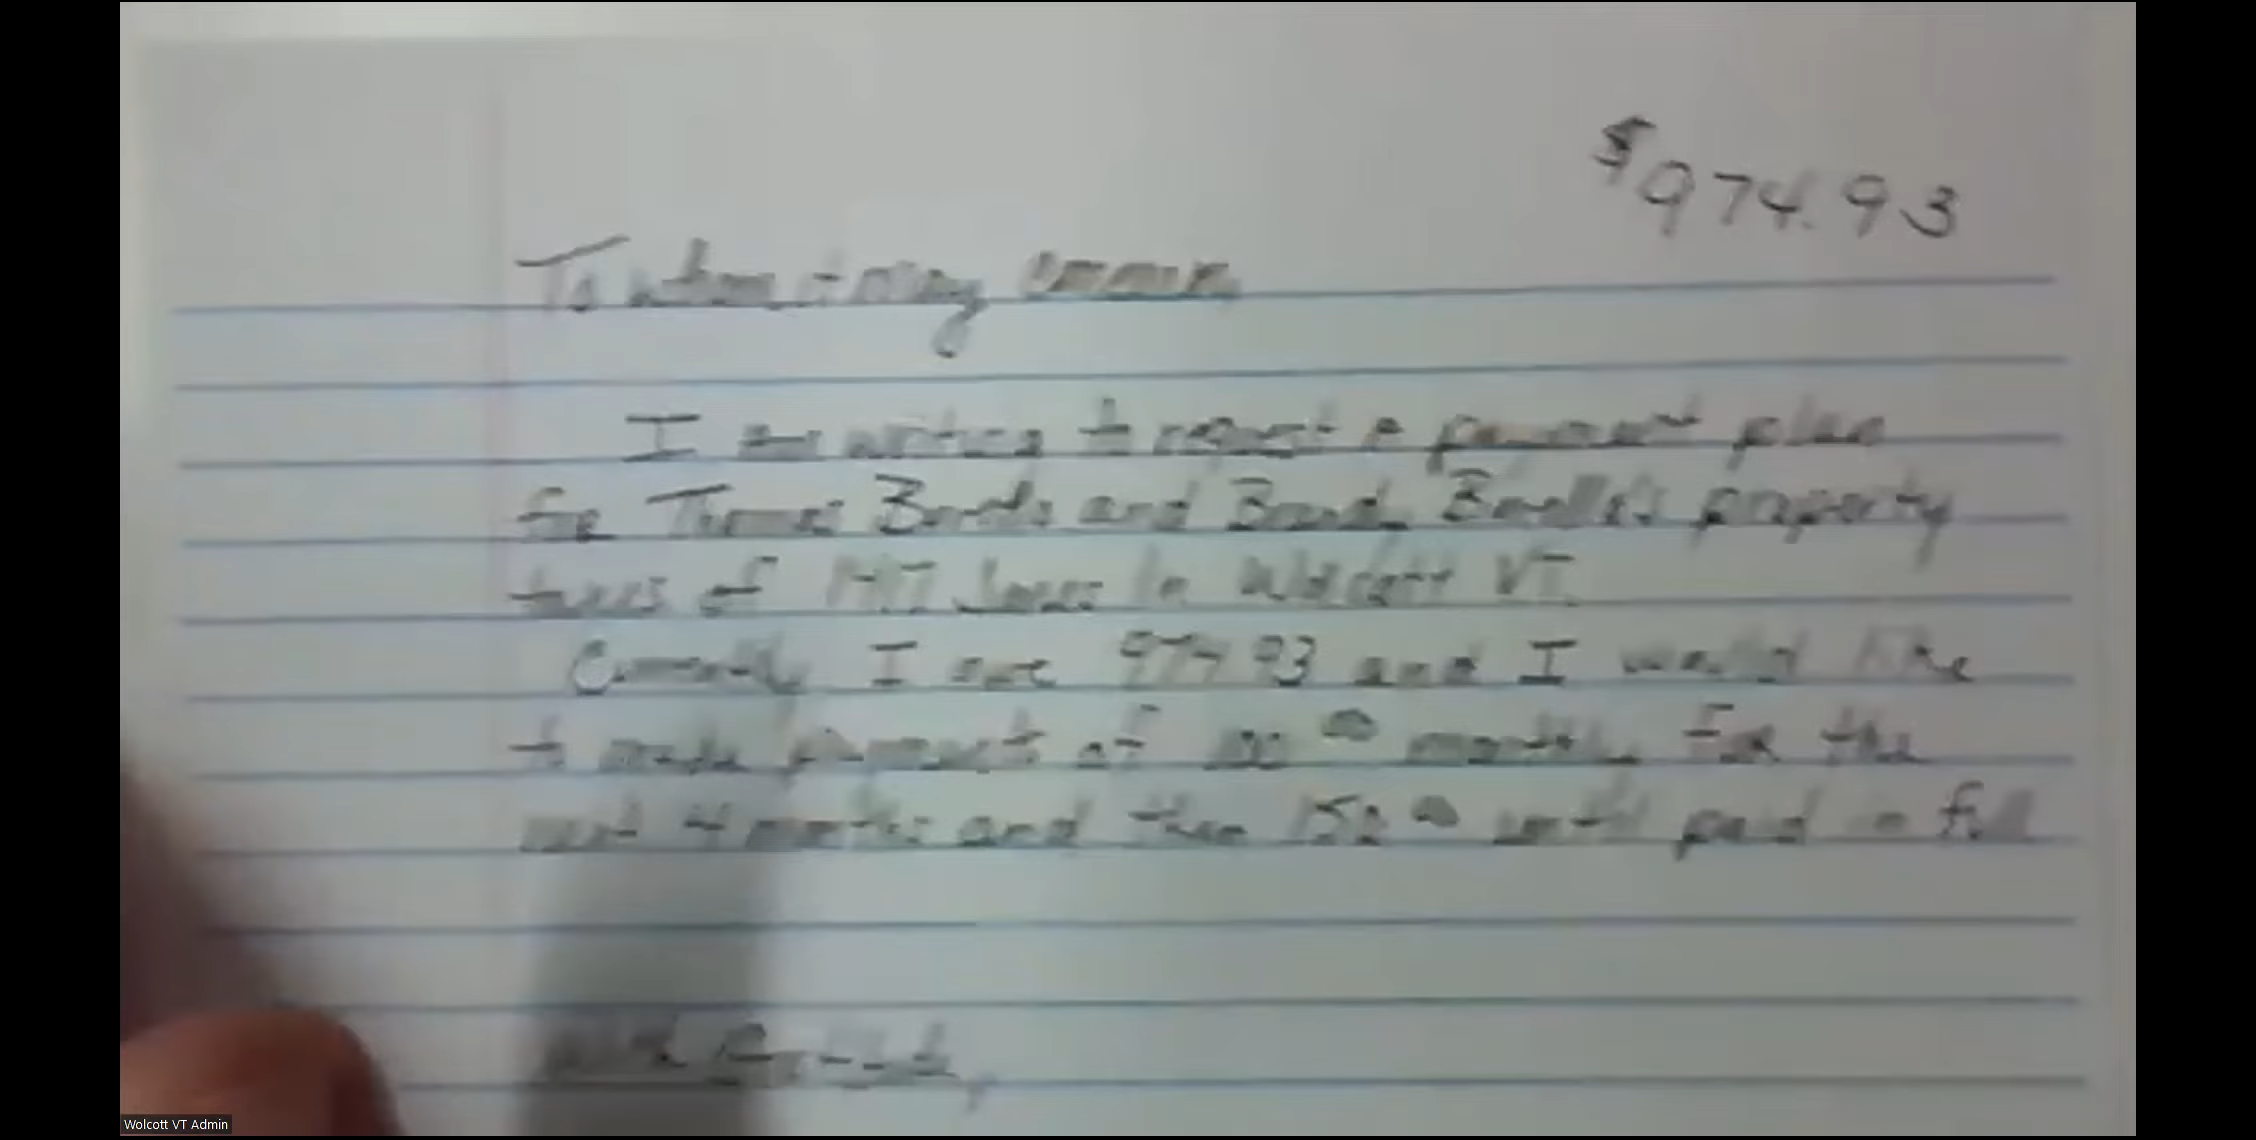 $974.93
To whom it may concern,
I am writing to request a payment plan
for Thomas and property
taxes of in Wolcott VT.
Currently I owe 974.93 and I would like
to make payments of 100.00 monthly for the
next 4 months and then until paid in full
Wolcott VT Admin